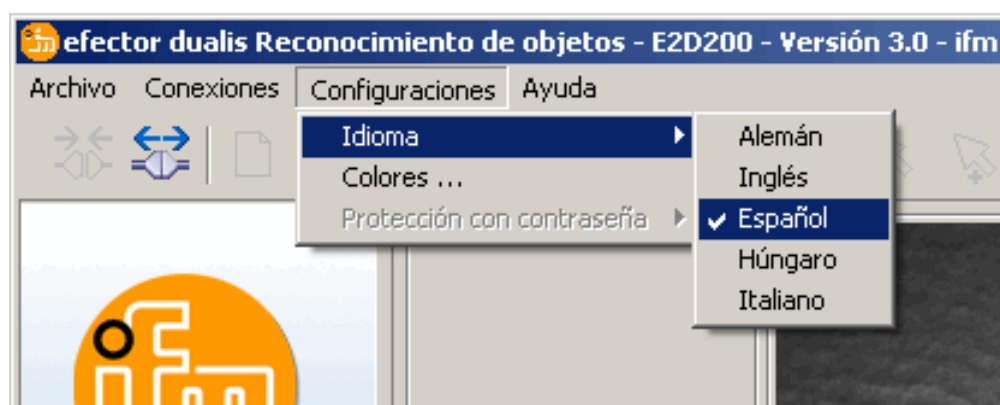 efector dualis Reconocimiento de objetos - E2D200 - Versión 3.0 - ifm
Archivo Conexiones Configuraciones Ayuda
Idioma
Colores ...
Protección con contraseña
Alemán
Inglés
Español
Húngaro
Italiano
ifm